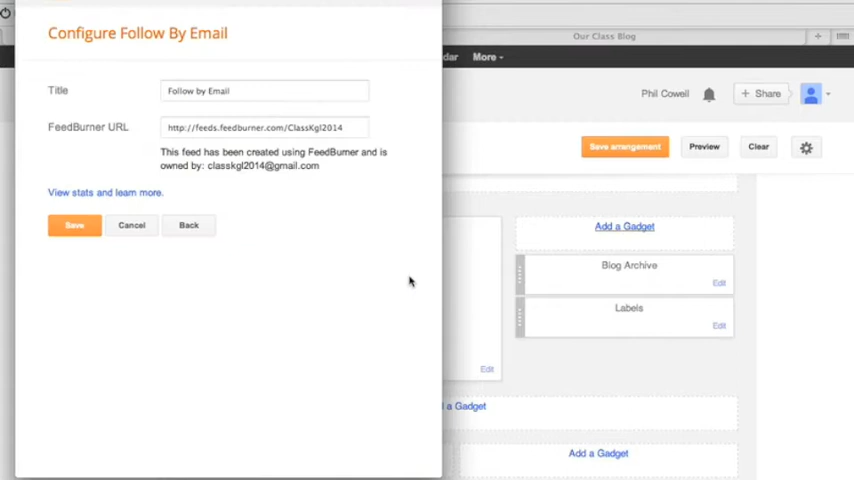 Configure Follow By Email
Title
Follow by Email
FeedBurner URL
http://feeds.feedburner.com/ClassKgl2014
This feed has been created using FeedBurner and is
owned by: classkgl2014@gmail.com
View stats and learn more.
Save
Cancel
Back
Our Class Blog
dar
More
Phil Cowell
+ Share
Save arrangement
Preview
Clear
Add a Gadget
Blog Archive
Edit
Labels
Edit
Edit
d a Gadget
Add a Gadget